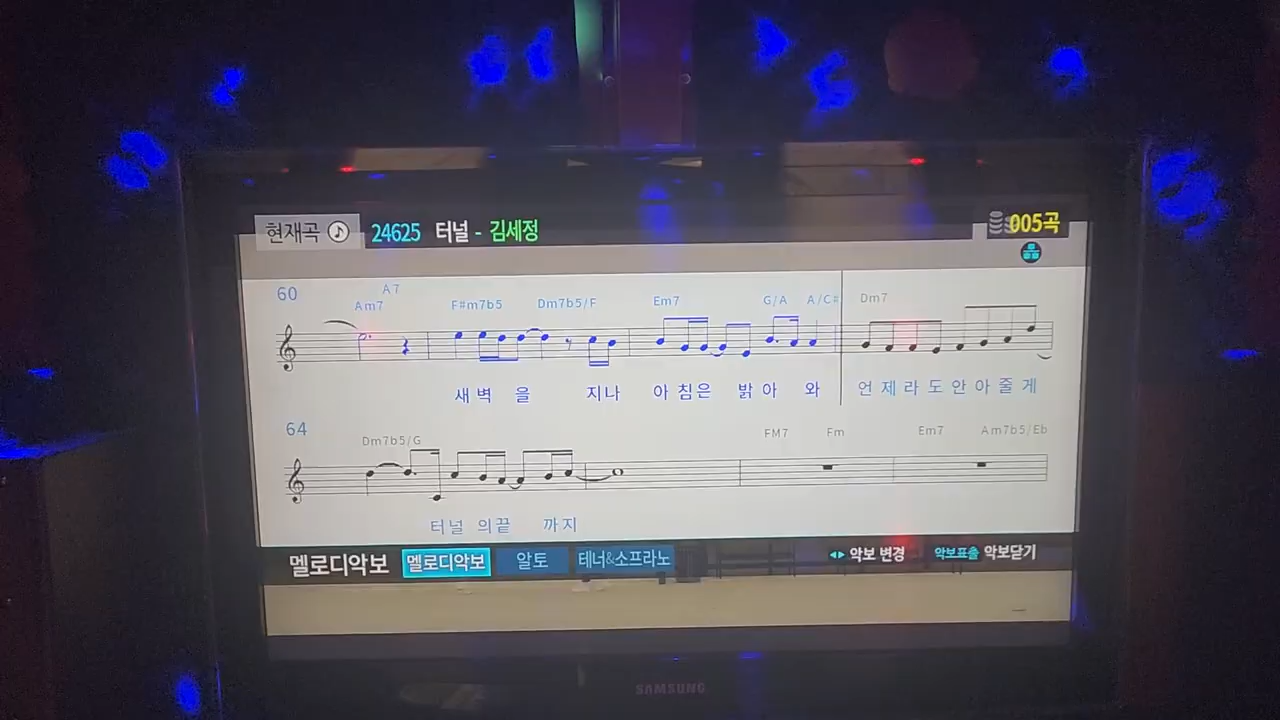 현재곡 24625 터널 - 김세정 005곡
60 Am7 A7 F#m7b5 Dm7b5/F Em7 G/A A/C# Dm7
새벽 을 지나 아침은 밝아 와 언제라도안아줄게
64 Dm7b5/G FM7 Fm Em7 Am7b5/Eb
터널 의끝 까지
멜로디악보 멜로디악보 알토 테너&소프라노 ◂▸ 악보 변경 악보표출 악보닫기
SAMSUNG